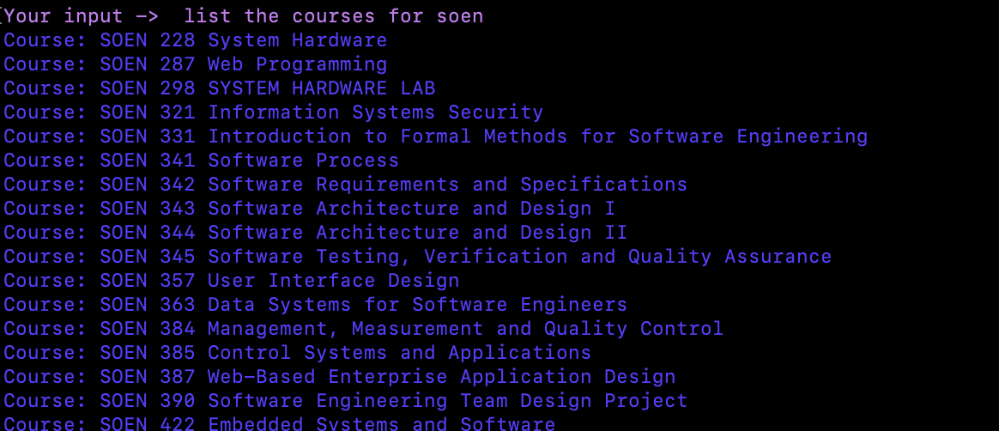 Your input ->  list the courses for soen
Course: SOEN 228 System Hardware
Course: SOEN 287 Web Programming
Course: SOEN 298 SYSTEM HARDWARE LAB
Course: SOEN 321 Information Systems Security
Course: SOEN 331 Introduction to Formal Methods for Software Engineering
Course: SOEN 341 Software Process
Course: SOEN 342 Software Requirements and Specifications
Course: SOEN 343 Software Architecture and Design I
Course: SOEN 344 Software Architecture and Design II
Course: SOEN 345 Software Testing, Verification and Quality Assurance
Course: SOEN 357 User Interface Design
Course: SOEN 363 Data Systems for Software Engineers
Course: SOEN 384 Management, Measurement and Quality Control
Course: SOEN 385 Control Systems and Applications
Course: SOEN 387 Web-Based Enterprise Application Design
Course: SOEN 390 Software Engineering Team Design Project
Course: SOEN 422 Embedded Systems and Software